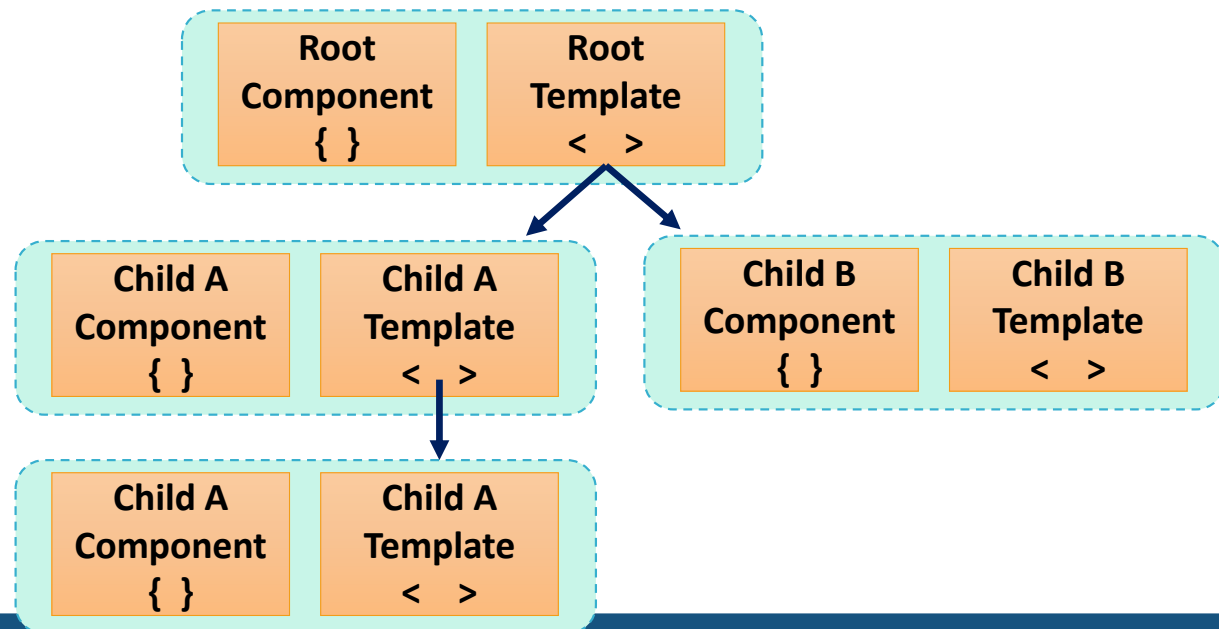 Root
Component
{ }
Root
Template
< >
Child A
Component
{ }
Child A
Template
< >
Child B
Component
{ }
Child B
Template
< >
Child A
Component
{ }
Child A
Template
< >